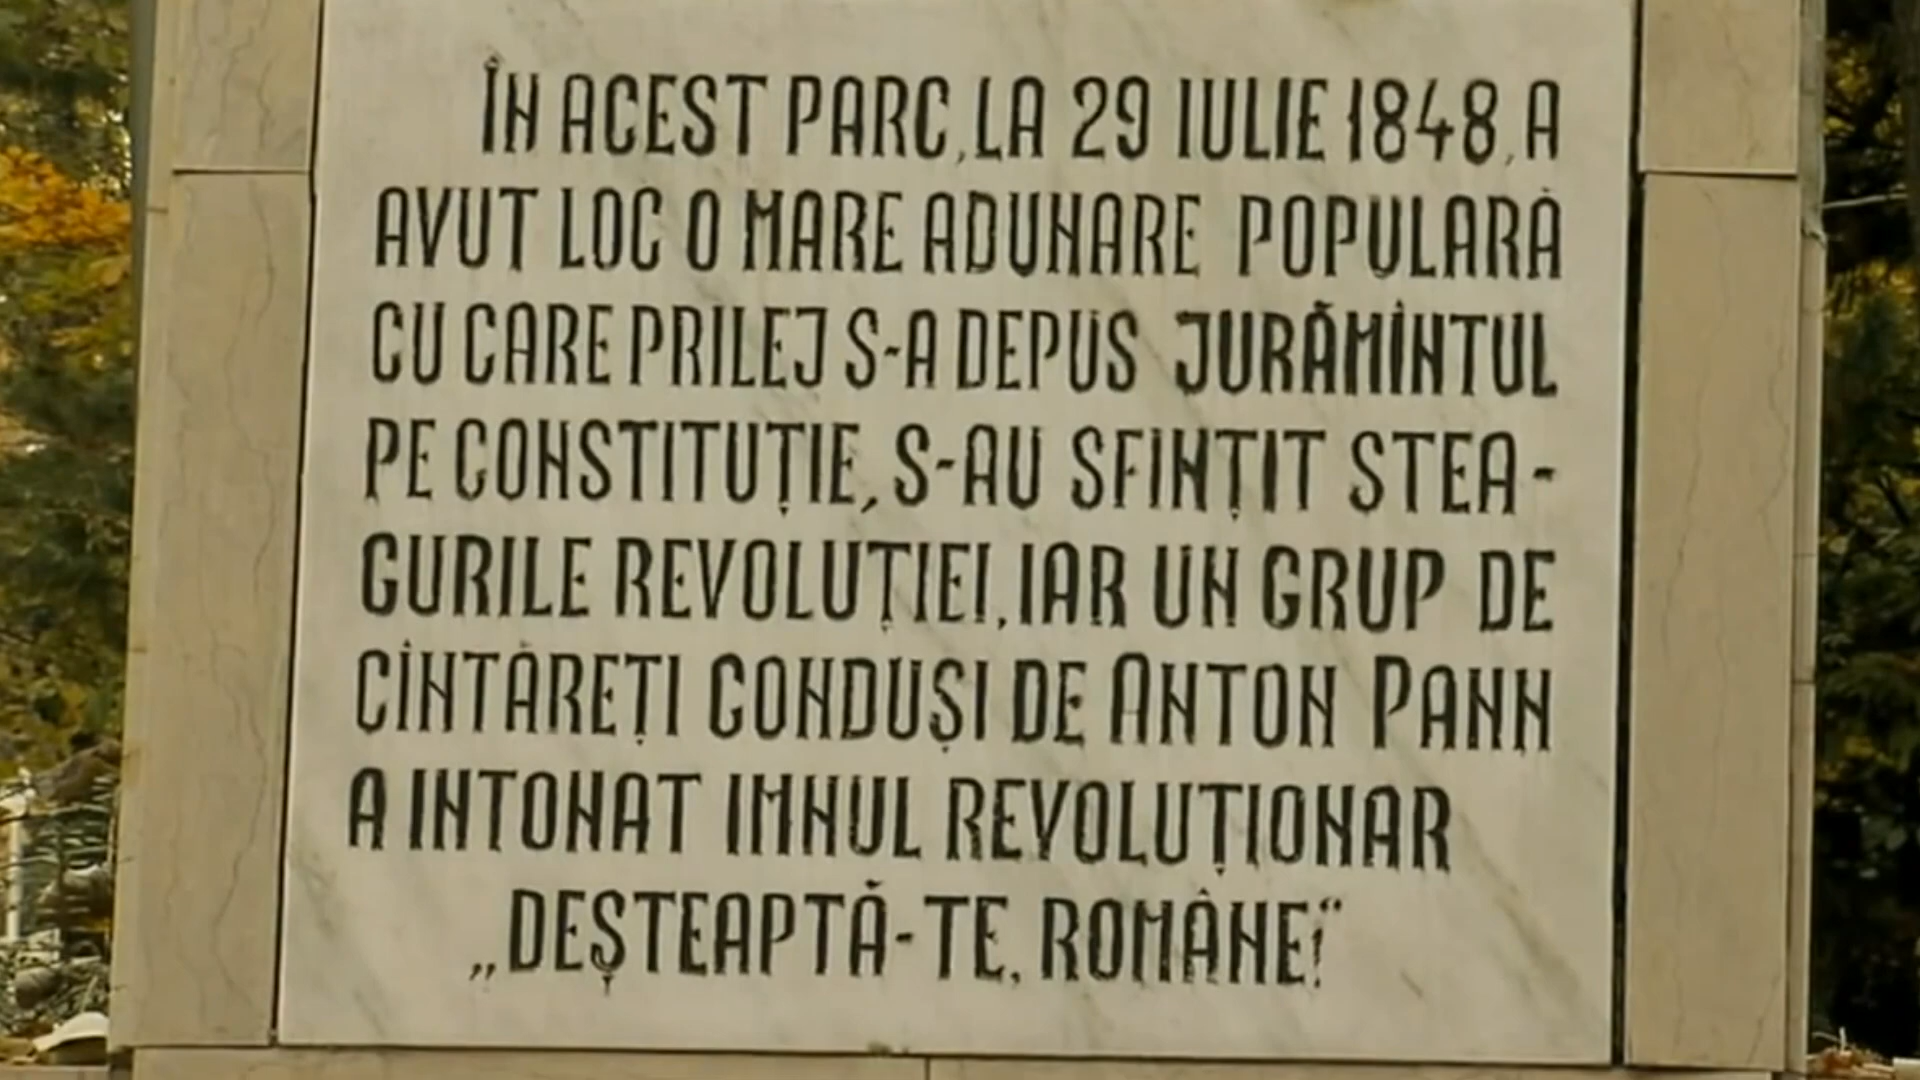 ÎN ACEST PARC, LA 29 IULIE 1848, A
AVUT LOC O MARE ADUNARE POPULARĂ
CU CARE PRILEJ S-A DEPUS JURĂMÎNTUL
PE CONSTITUȚIE, S-AU SFINȚIT STEA-
GURILE REVOLUȚIEI, IAR UN GRUP DE
CÎNTĂREȚI CONDUȘI DE ANTON PANN
A INTONAT IMNUL REVOLUȚIONAR
„DEȘTEAPTĂ-TE, ROMÂNE!“